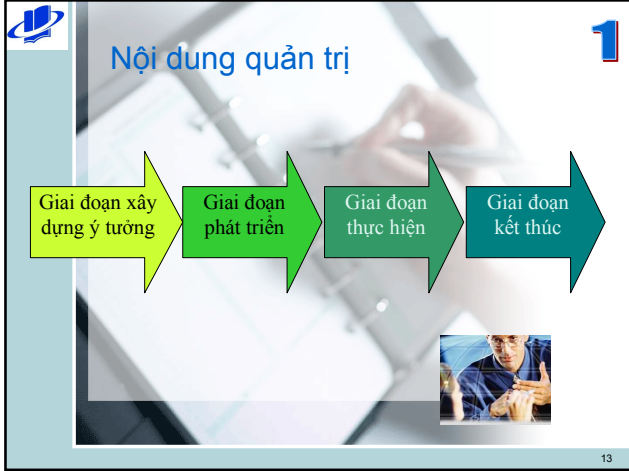 Nội dung quản trị
1
Giai đoạn xây
dựng ý tưởng
Giai đoạn
phát triển
Giai đoạn
thực hiện
Giai đoạn
kết thúc
13